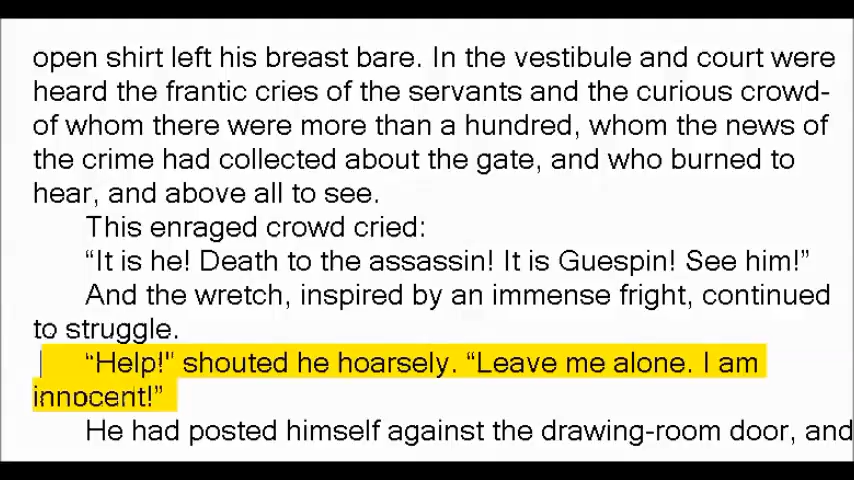 open shirt left his breast bare. In the vestibule and court were
heard the frantic cries of the servants and the curious crowd-
of whom there were more than a hundred, whom the news of
the crime had collected about the gate, and who burned to
hear, and above all to see.
This enraged crowd cried:
“It is he! Death to the assassin! It is Guespin! See him!”
And the wretch, inspired by an immense fright, continued
to struggle.
“Help!" shouted he hoarsely. “Leave me alone. I am
innocent!”
He had posted himself against the drawing-room door, and